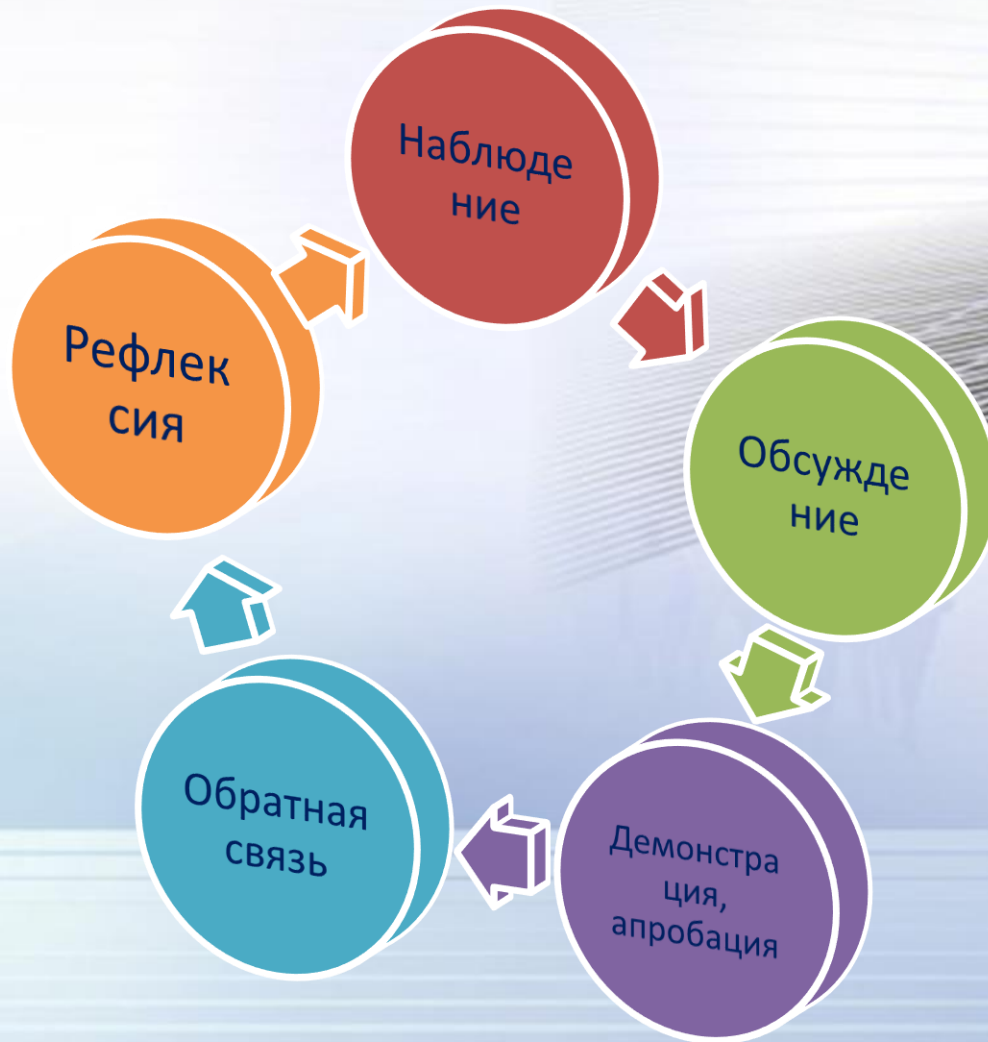 Наблюде
ние
Обсужде
ние
Демонстра
ция,
апробация
Обратная
связь
Рефлек
сия